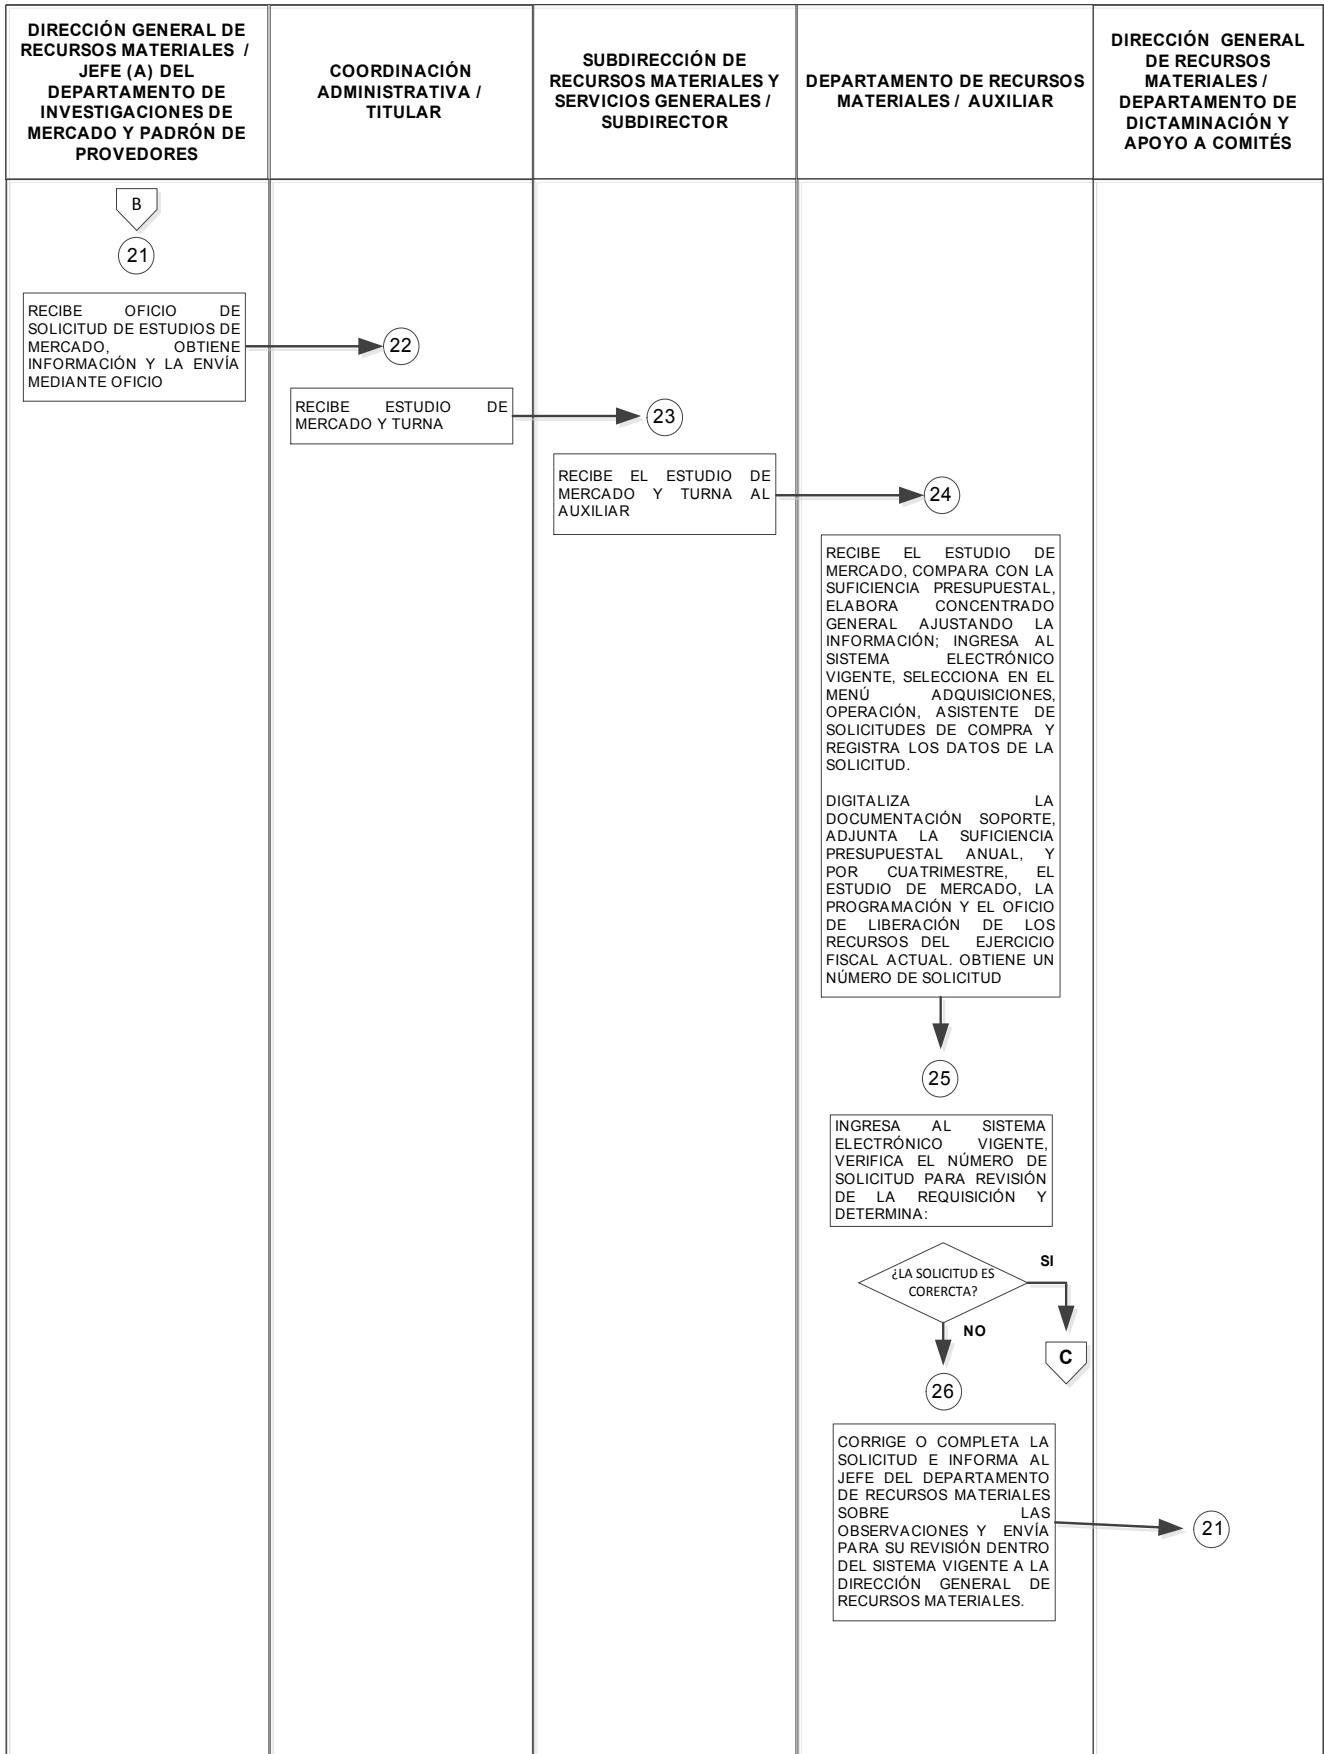 DIRECCIÓN GENERAL DE
RECURSOS MATERIALES /
JEFE (A) DEL
DEPARTAMENTO DE
INVESTIGACIONES DE
MERCADO Y PADRÓN DE
PROVEDORES
COORDINACIÓN
ADMINISTRATIVA /
TITULAR
SUBDIRECCIÓN DE
RECURSOS MATERIALES Y
SERVICIOS GENERALES /
SUBDIRECTOR
DEPARTAMENTO DE RECURSOS
MATERIALES / AUXILIAR
DIRECCIÓN GENERAL
DE RECURSOS
MATERIALES /
DEPARTAMENTO DE
DICTAMINACIÓN Y
APOYO A COMITÉS
B
21
RECIBE OFICIO DE
SOLICITUD DE ESTUDIOS DE
MERCADO, OBTIENE
INFORMACIÓN Y LA ENVÍA
MEDIANTE OFICIO
22
RECIBE ESTUDIO DE
MERCADO Y TURNA
23
RECIBE EL ESTUDIO DE
MERCADO Y TURNA AL
AUXILIAR
24
RECIBE EL ESTUDIO DE
MERCADO, COMPARA CON LA
SUFICIENCIA PRESUPUESTAL,
ELABORA CONCENTRADO
GENERAL AJUSTANDO LA
INFORMACIÓN; INGRESA AL
SISTEMA ELECTRÓNICO
VIGENTE, SELECCIONA EN EL
MENÚ ADQUISICIONES,
OPERACIÓN, ASISTENTE DE
SOLICITUDES DE COMPRA Y
REGISTRA LOS DATOS DE LA
SOLICITUD.
DIGITALIZA LA
DOCUMENTACIÓN SOPORTE,
ADJUNTA LA SUFICIENCIA
PRESUPUESTAL ANUAL, Y
POR CUATRIMESTRE, EL
ESTUDIO DE MERCADO, LA
PROGRAMACIÓN Y EL OFICIO
DE LIBERACIÓN DE LOS
RECURSOS DEL EJERCICIO
FISCAL ACTUAL. OBTIENE UN
NÚMERO DE SOLICITUD
25
INGRESA AL SISTEMA
ELECTRÓNICO VIGENTE,
VERIFICA EL NÚMERO DE
SOLICITUD PARA REVISIÓN
DE LA REQUISICIÓN Y
DETERMINA:
¿LA SOLICITUD ES
CORERCTA?
SI
NO
C
26
CORRIGE O COMPLETA LA
SOLICITUD E INFORMA AL
JEFE DEL DEPARTAMENTO
DE RECURSOS MATERIALES
SOBRE LAS
OBSERVACIONES Y ENVÍA
PARA SU REVISIÓN DENTRO
DEL SISTEMA VIGENTE A LA
DIRECCIÓN GENERAL DE
RECURSOS MATERIALES.
21